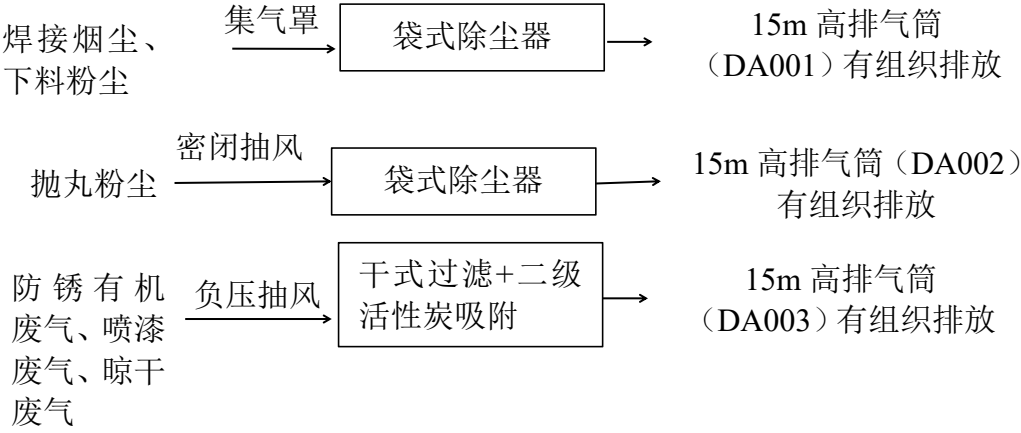 焊接烟尘、
下料粉尘
集气罩
袋式除尘器
15m 高排气筒
（DA001）有组织排放
抛丸粉尘
密闭抽风
袋式除尘器
15m 高排气筒（DA002）
有组织排放
防锈有机
废气、喷漆
废气、晾干
废气
负压抽风
干式过滤+二级
活性炭吸附
15m 高排气筒
（DA003）有组织排放